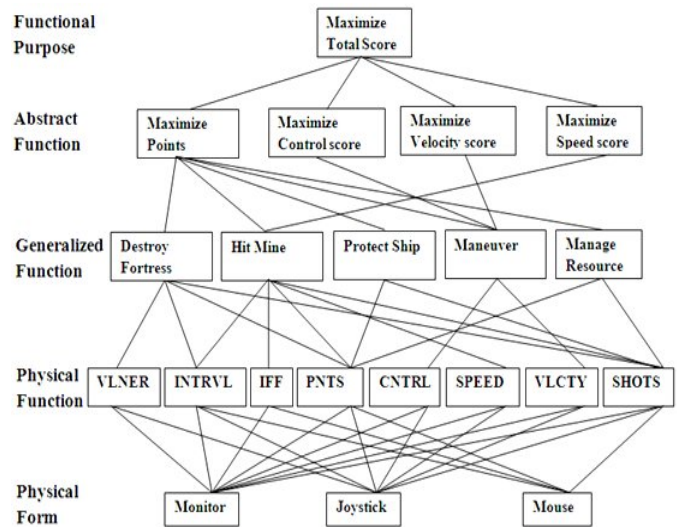 Functional
Purpose
Maximize
Total Score
Abstract
Function
Maximize
Points
Maximize
Control score
Maximize
Velocity score
Maximize
Speed score
Generalized
Function
Destroy
Fortress
Hit Mine
Protect Ship
Maneuver
Manage
Resource
Physical
Function
VLNER
INTRVL
IFF
PNTS
CNTRL
SPEED
VLCTY
SHOTS
Physical
Form
Monitor
Joystick
Mouse